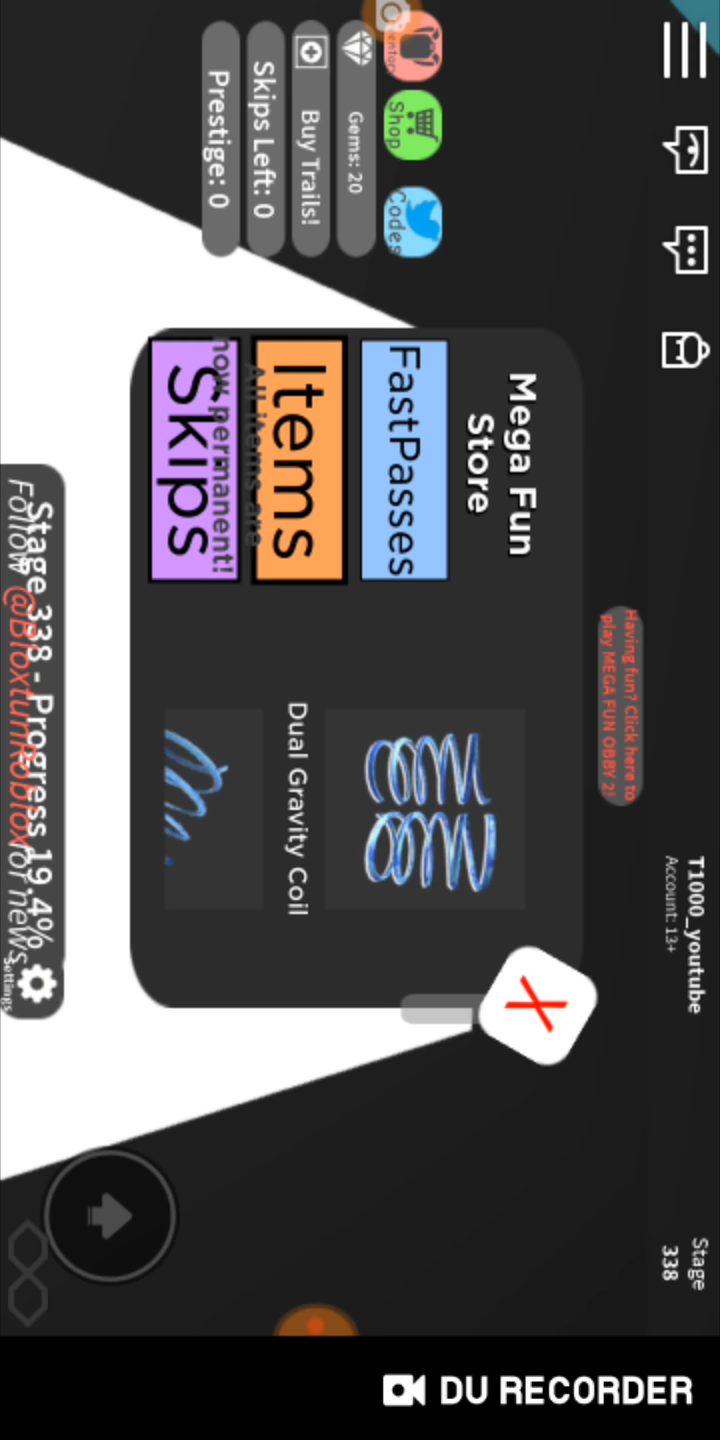 T1000_youtube
Account: 13+
Stage
338
Having fun? Click here to
play MEGA FUN OBBY 2!
Inventory
Shop
Codes
Gems: 20
Buy Trails!
Skips Left: 0
Prestige: 0
Mega Fun
Store
FastPasses
Items
All items are
now permanent!
Skips
Dual Gravity Coil
X
Stage 338 - Progress 19.4%
Follow @BloxtunRoblox for news
Settings
DU RECORDER